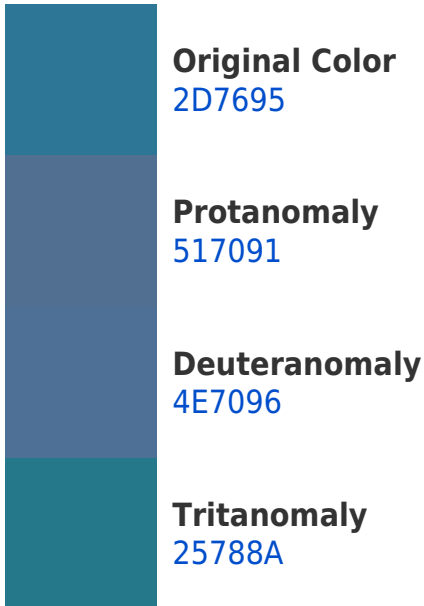 Original Color
2D7695
Protanomaly
517091
Deuteranomaly
4E7096
Tritanomaly
25788A